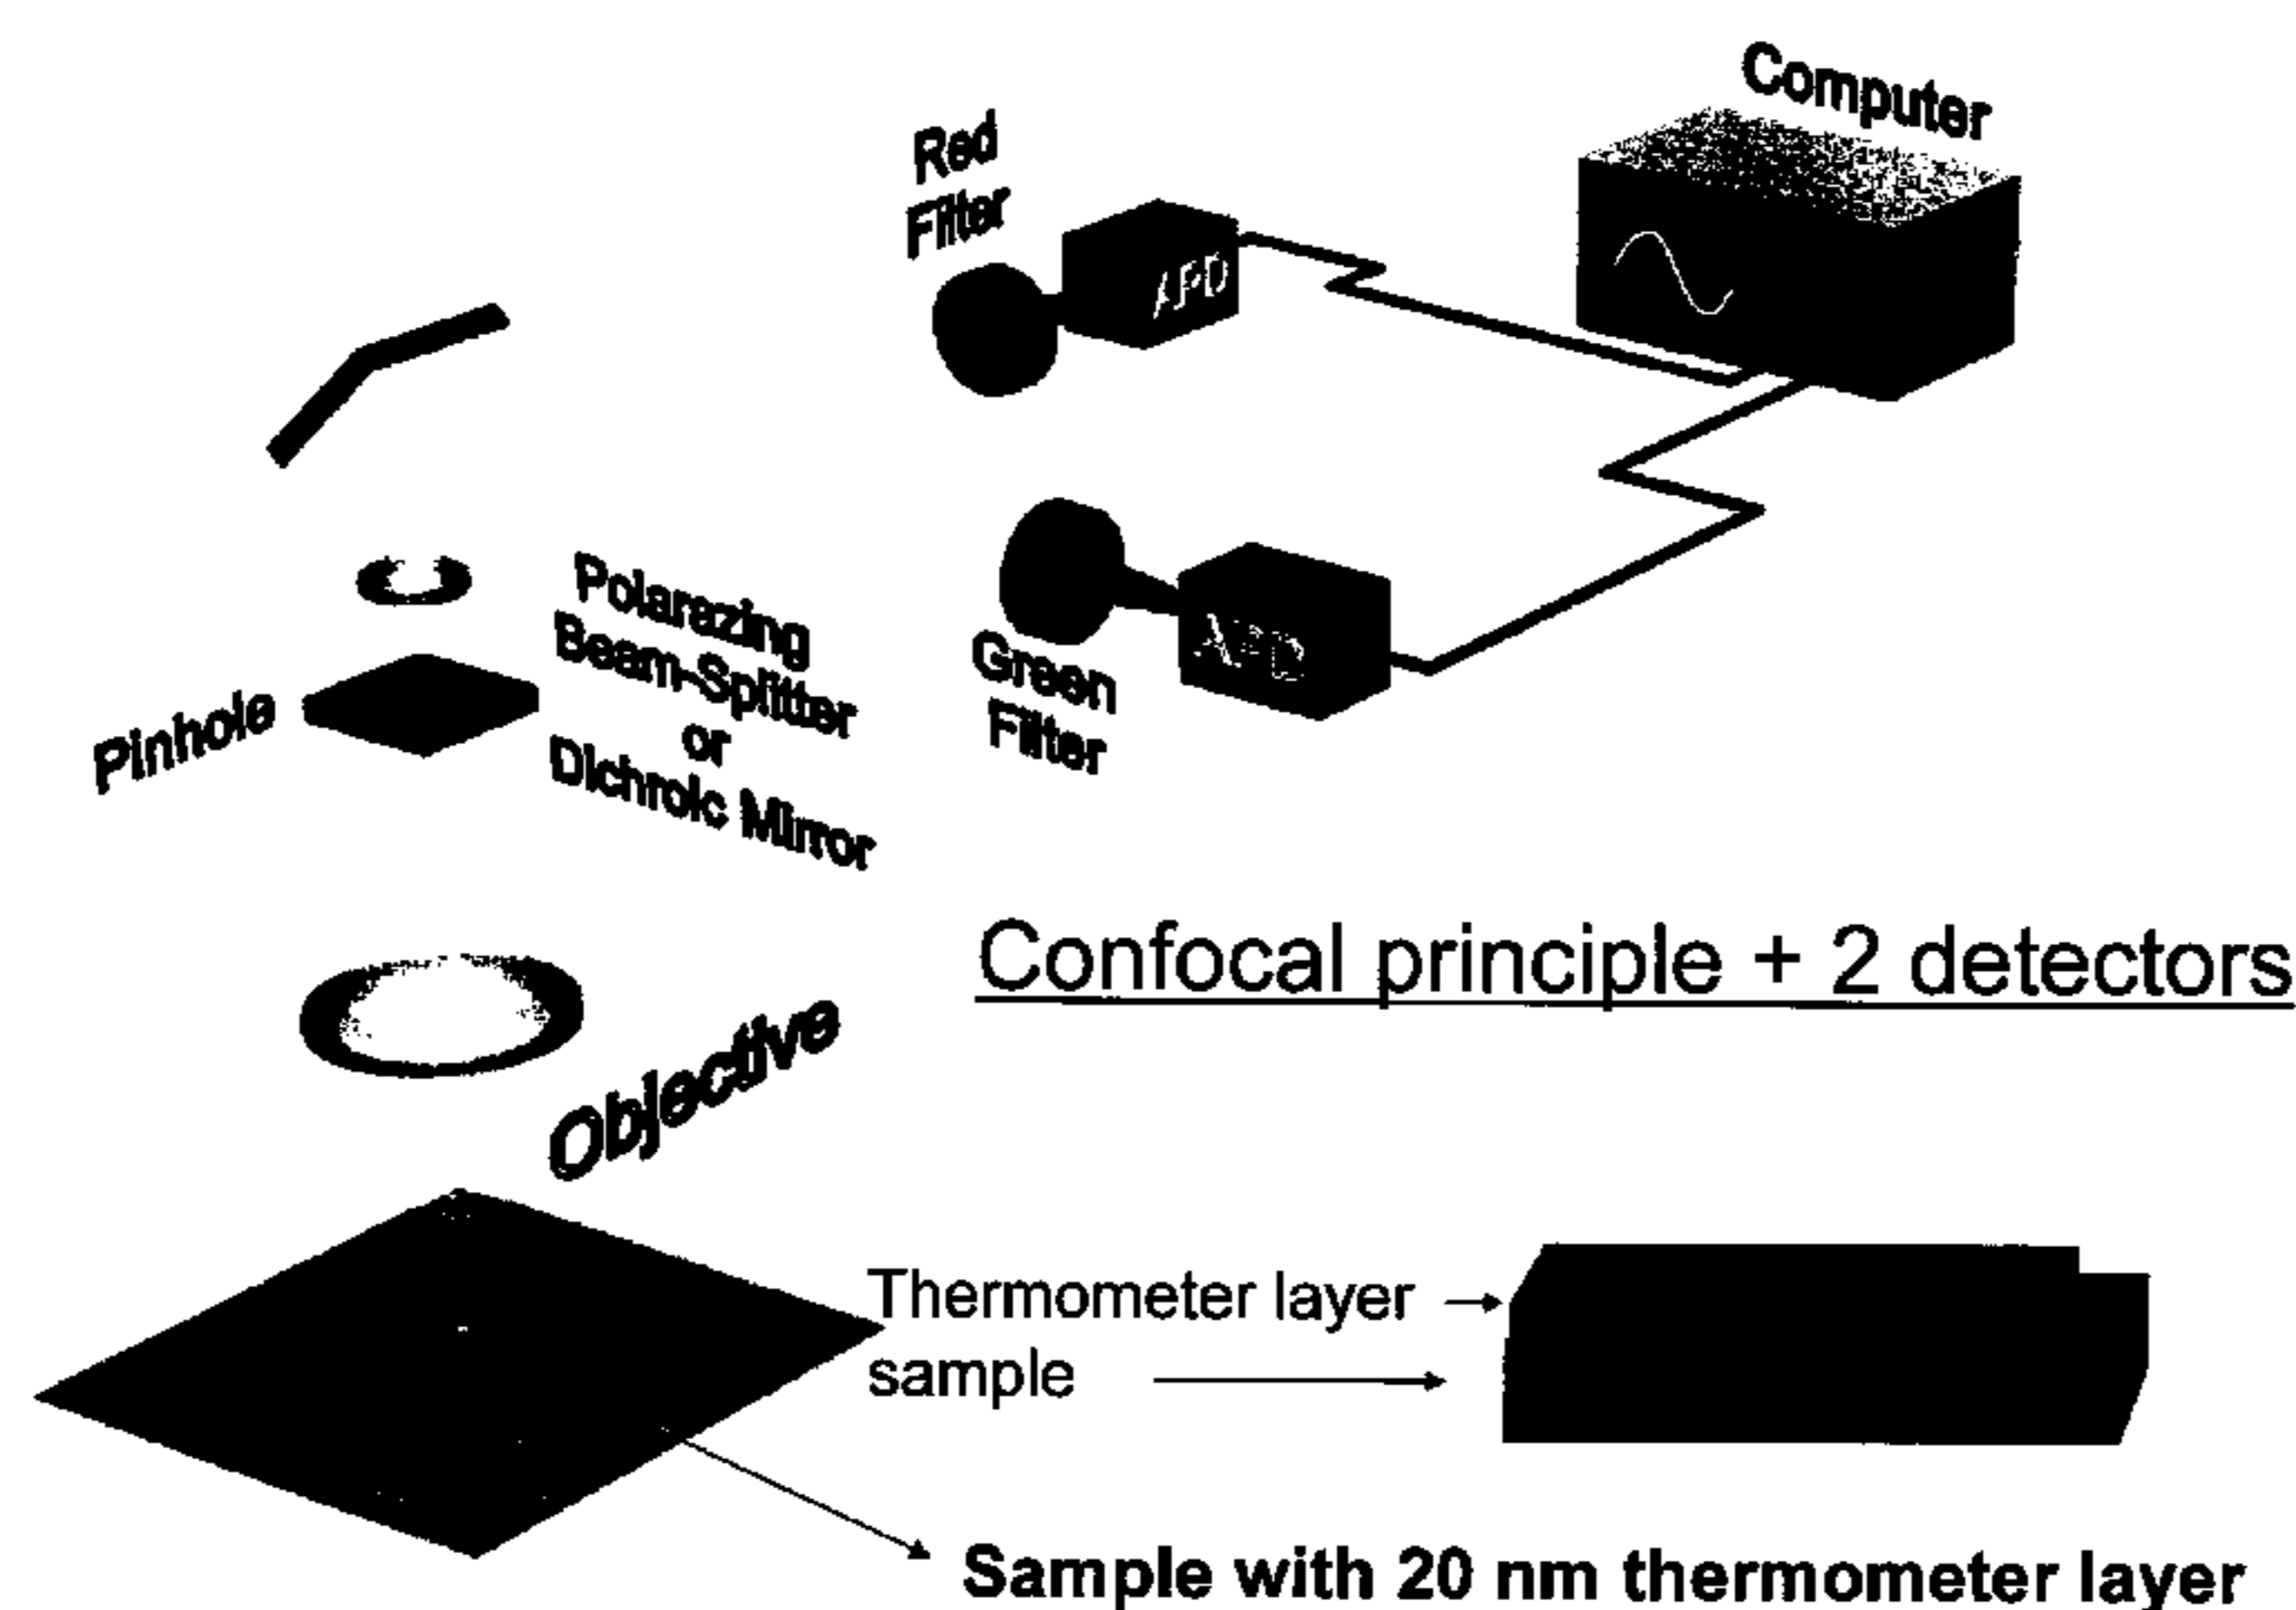 Computer
Red
Filter
APD
Polarazing
Beam-Splitter
or
Dichroic Mirror
Pinhole
APD
Green
Filter
Confocal principle + 2 detectors
Objective
Thermometer layer
sample
Sample with 20 nm thermometer layer